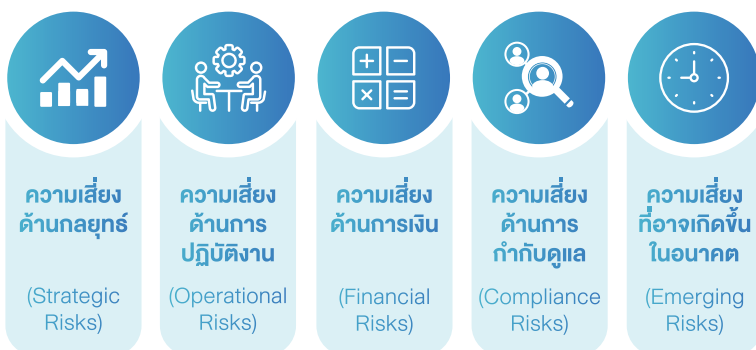 ความเสี่ยง
ด้านกลยุทธ์
(Strategic
Risks)
ความเสี่ยง
ด้านการ
ปฏิบัติงาน
(Operational
Risks)
ความเสี่ยง
ด้านการเงิน
(Financial
Risks)
ความเสี่ยง
ด้านการ
กำกับดูแล
(Compliance
Risks)
ความเสี่ยง
ที่อาจเกิดขึ้น
ในอนาคต
(Emerging
Risks)